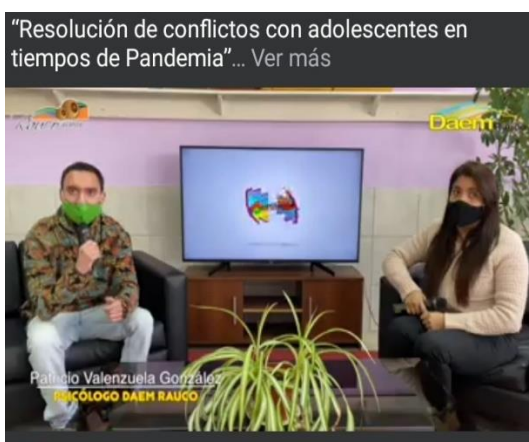 “Resolución de conflictos con adolescentes en
tiempos de Pandemia”... Ver más
Daem
Patricio Valenzuela González
PSICÓLOGO DAEM RAUCO